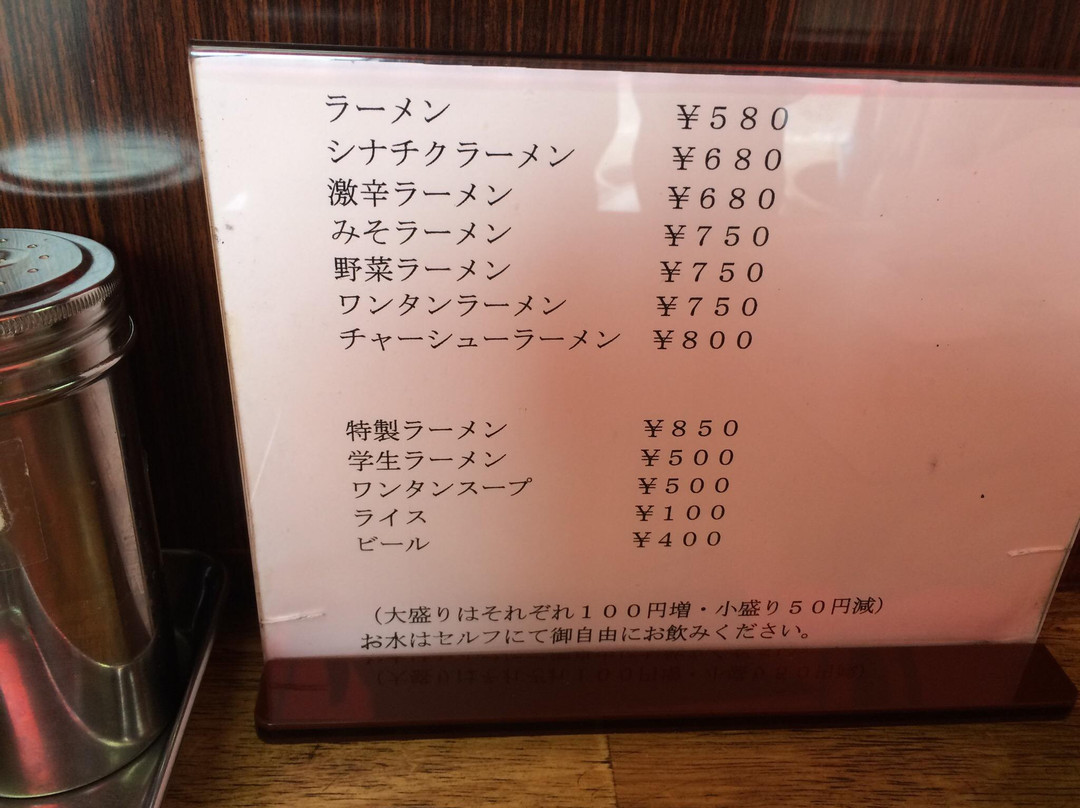 ラーメン ￥５８０
シナチクラーメン ￥６８０
激辛ラーメン ￥６８０
みそラーメン ￥７５０
野菜ラーメン ￥７５０
ワンタンラーメン ￥７５０
チャーシューラーメン ￥８００
特製ラーメン ￥８５０
学生ラーメン ￥５００
ワンタンスープ ￥５００
ライス ￥１００
ビール ￥４００
（大盛りはそれぞれ１００円増・小盛り５０円減）
お水はセルフにて御自由にお飲みください。